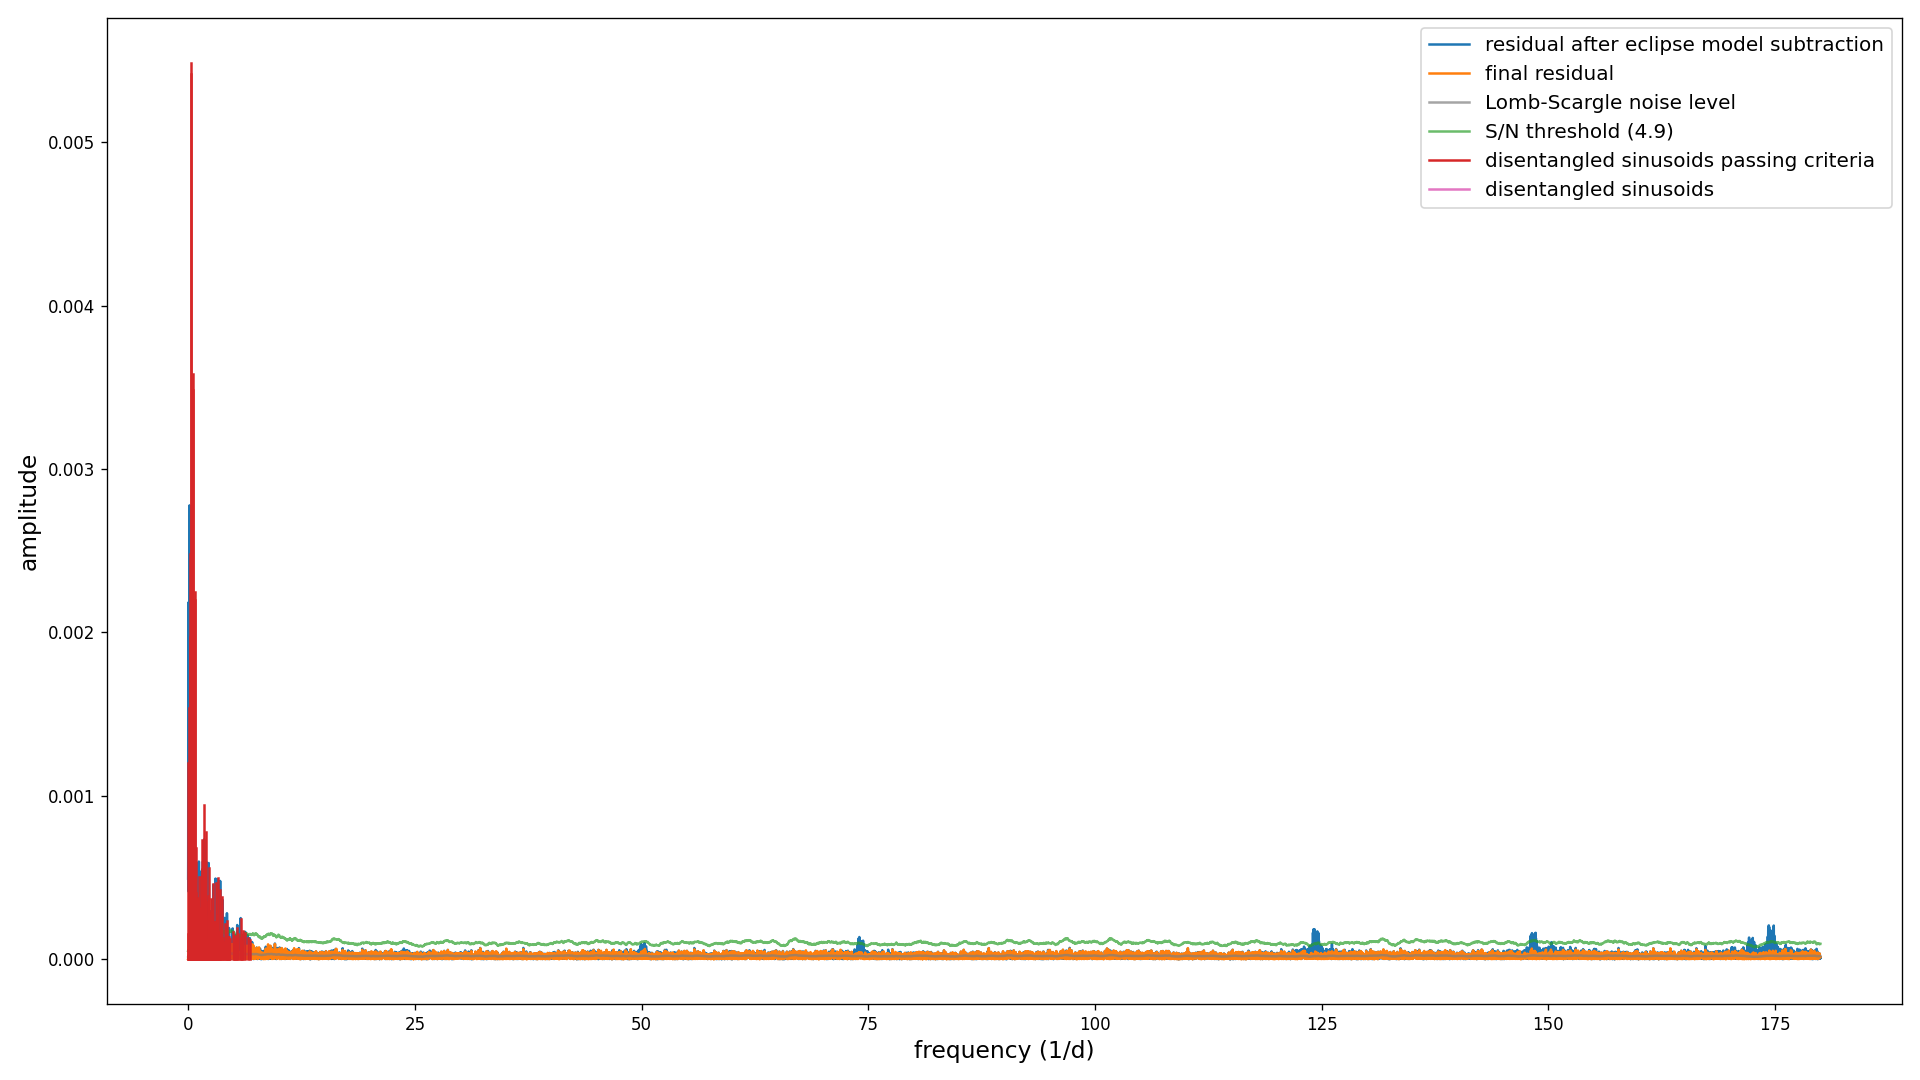 residual after eclipse model subtraction
final residual
Lomb-Scargle noise level
S/N threshold (4.9)
disentangled sinusoids passing criteria
disentangled sinusoids
amplitude
0.005
0.004
0.003
0.002
0.001
0.000
0 25 50 75 100 125 150 175
frequency (1/d)